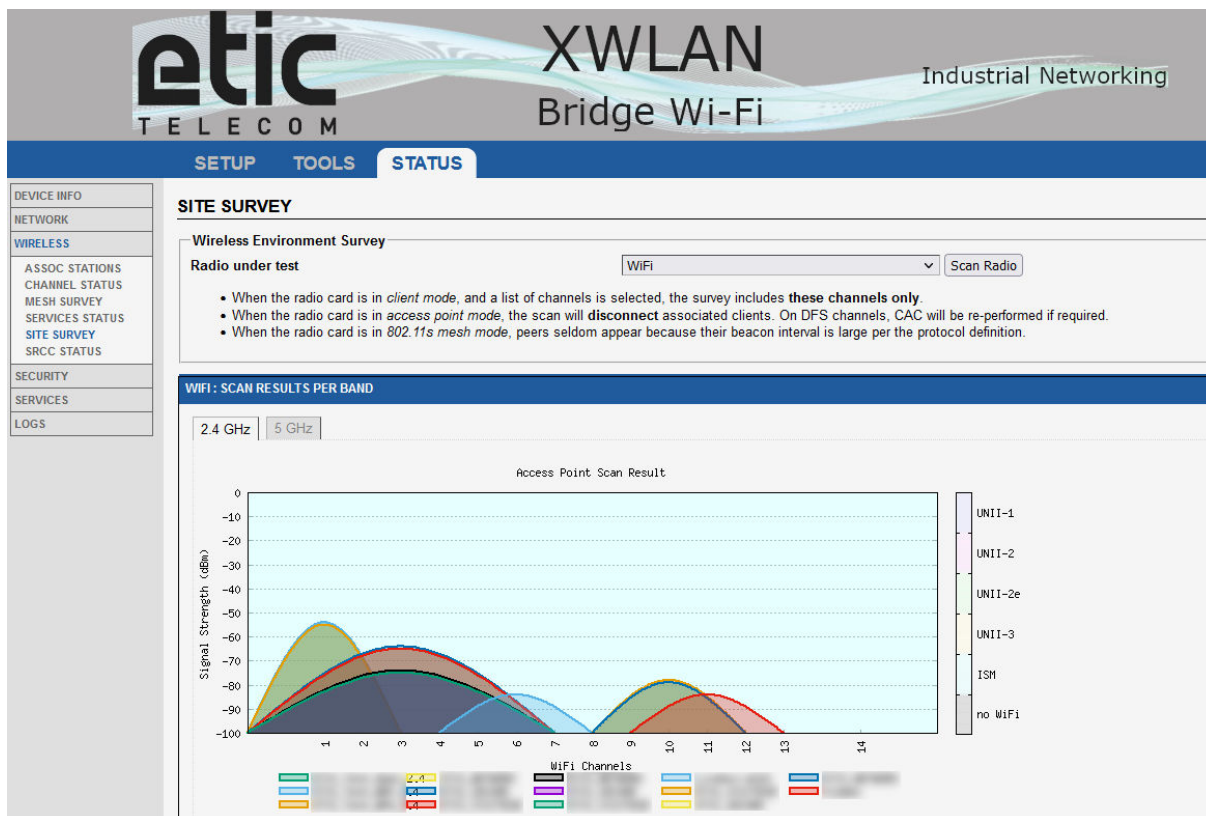 etic
TELECOM
XWLAN
Bridge Wi-Fi
Industrial Networking
SETUP TOOLS STATUS
DEVICE INFO
NETWORK
WIRELESS
ASSOC STATIONS
CHANNEL STATUS
MESH SURVEY
SERVICES STATUS
SITE SURVEY
SRCC STATUS
SECURITY
SERVICES
LOGS
SITE SURVEY
Wireless Environment Survey
Radio under test WiFi Scan Radio
• When the radio card is in client mode, and a list of channels is selected, the survey includes these channels only.
• When the radio card is in access point mode, the scan will disconnect associated clients. On DFS channels, CAC will be re-performed if required.
• When the radio card is in 802.11s mesh mode, peers seldom appear because their beacon interval is large per the protocol definition.
WIFI : SCAN RESULTS PER BAND
2.4 GHz 5 GHz
Access Point Scan Result
Signal Strength (dBm)
0
-10
-20
-30
-40
-50
-60
-70
-80
-90
-100
1 2 3 4 5 6 7 8 9 10 11 12 13 14
WiFi Channels
UNII-1
UNII-2
UNII-2e
UNII-3
ISM
no WiFi
2.4